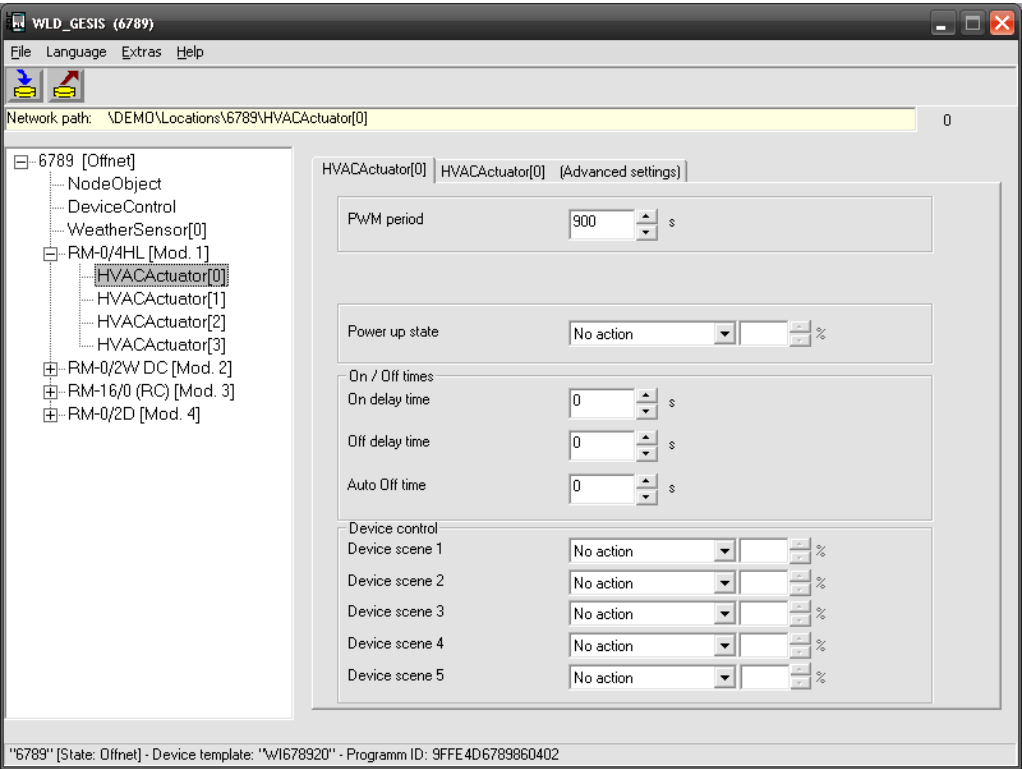 WLD_GESIS (6789)
File Language Extras Help
Network path: \DEMO\Locations\6789\HVACActuator[0]
0
6789 [Offnet]
NodeObject
DeviceControl
WeatherSensor[0]
RM-0/4HL [Mod. 1]
HVACActuator[0]
HVACActuator[1]
HVACActuator[2]
HVACActuator[3]
RM-0/2W DC [Mod. 2]
RM-16/0 (RC) [Mod. 3]
RM-0/2D [Mod. 4]
HVACActuator[0] HVACActuator[0] (Advanced settings)
PWM period 900 s
Power up state No action %
On / Off times
On delay time 0 s
Off delay time 0 s
Auto Off time 0 s
Device control
Device scene 1 No action %
Device scene 2 No action %
Device scene 3 No action %
Device scene 4 No action %
Device scene 5 No action %
"6789" [State: Offnet] - Device template: "WI678920" - Programm ID: 9FFE4D6789860402